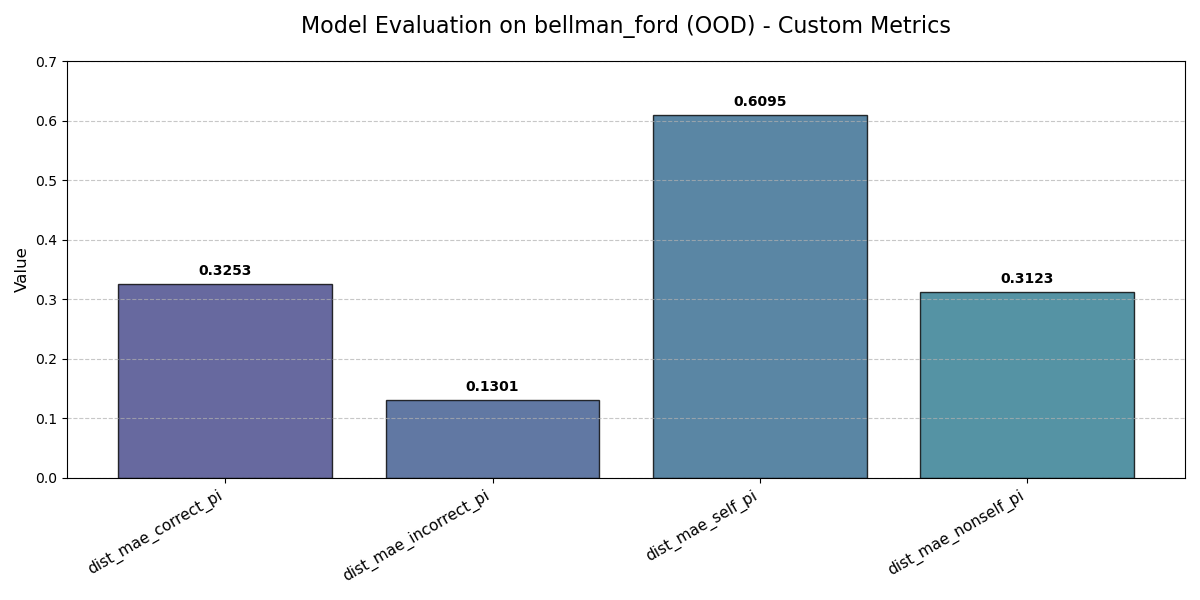 Model Evaluation on bellman_ford (OOD) - Custom Metrics
0.7
0.6
0.5
0.4
0.3
0.2
0.1
0.0
Value
0.3253
0.1301
0.6095
0.3123
dist_mae_correct_pi
dist_mae_incorrect_pi
dist_mae_self_pi
dist_mae_nonself_pi